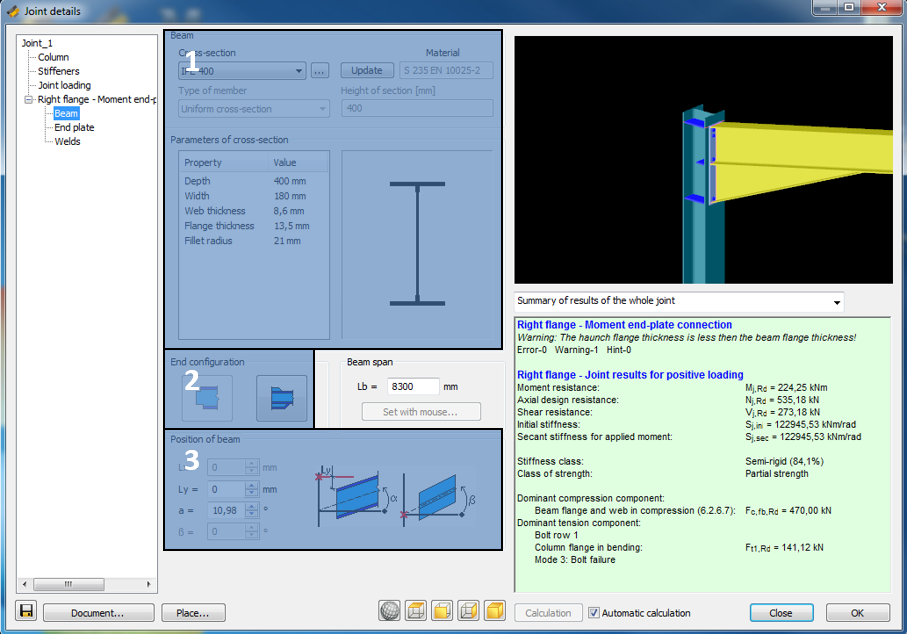 Joint details
Joint_1
Column
Stiffeners
Joint loading
Right flange - Moment end-p
Beam
End plate
Welds
Beam
1
Cross-section
Material
IPE 400
...
Update
S 235 EN 10025-2
Type of member
Height of section [mm]
Uniform cross-section
400
Parameters of cross-section
Property Value
Depth 400 mm
Width 180 mm
Web thickness 8,6 mm
Flange thickness 13,5 mm
Fillet radius 21 mm
End configuration
2
Beam span
Lb = 8300 mm
Set with mouse...
Position of beam
3
0 mm
Ly = 0 mm
a = 10,98 °
β = 0 °
Ly
α
β
Summary of results of the whole joint
Right flange - Moment end-plate connection
Warning: The haunch flange thickness is less then the beam flange thickness!
Error-0 Warning-1 Hint-0
Right flange - Joint results for positive loading
Moment resistance: Mj,Rd = 224,25 kNm
Axial design resistance: Nj,Rd = 535,18 kN
Shear resistance: Vj,Rd = 273,18 kN
Initial stiffness: Sj,ini = 122945,53 kNm/rad
Secant stiffness for applied moment: Sj,sec = 122945,53 kNm/rad
Stiffness class: Semi-rigid (84,1%)
Class of strength: Partial strength
Dominant compression component:
Beam flange and web in compression (6.2.6.7): Fc,fb,Rd = 470,00 kN
Dominant tension component:
Bolt row 1
Column flange in bending: Ft1,Rd = 141,12 kN
Mode 3: Bolt failure
Document...
Place...
Calculation
Automatic calculation
Close
OK